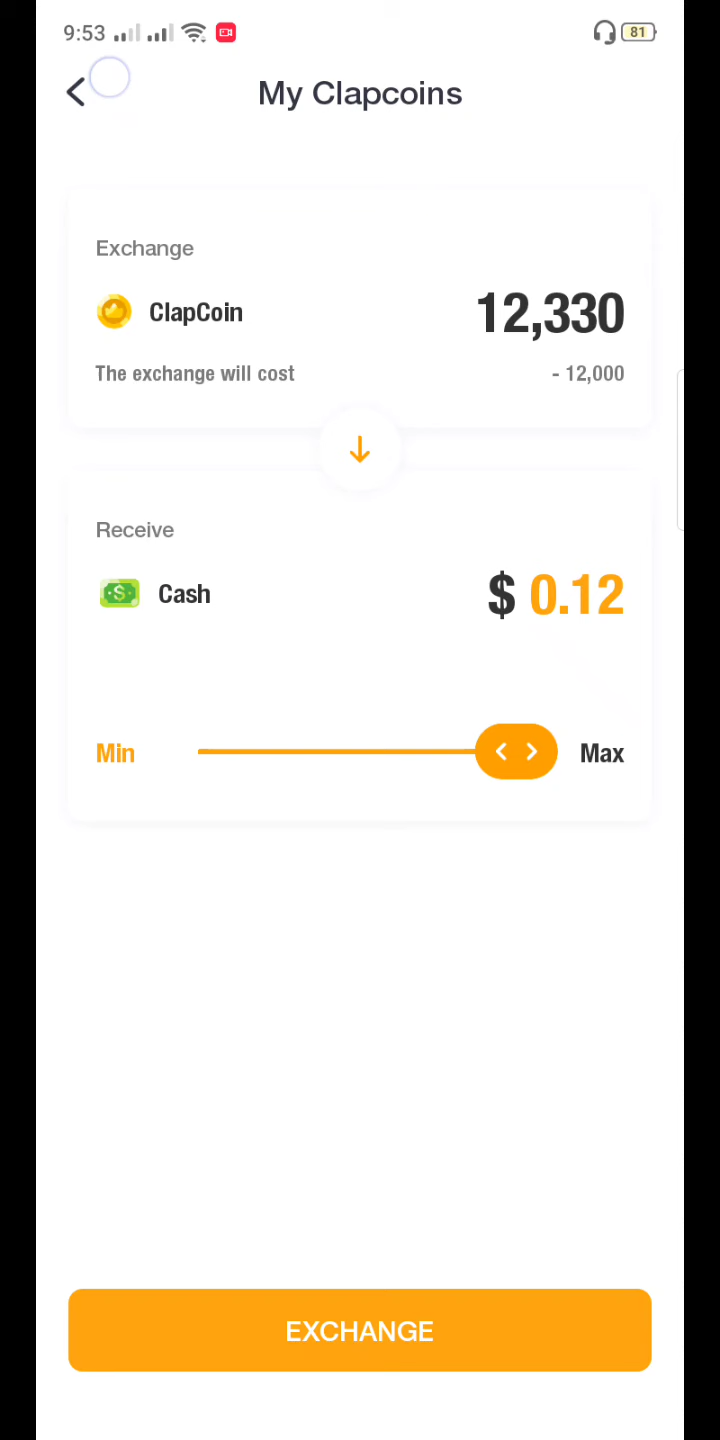 9:53 81
My Clapcoins
Exchange
ClapCoin 12,330
The exchange will cost - 12,000
Receive
Cash $ 0.12
Min Max
EXCHANGE